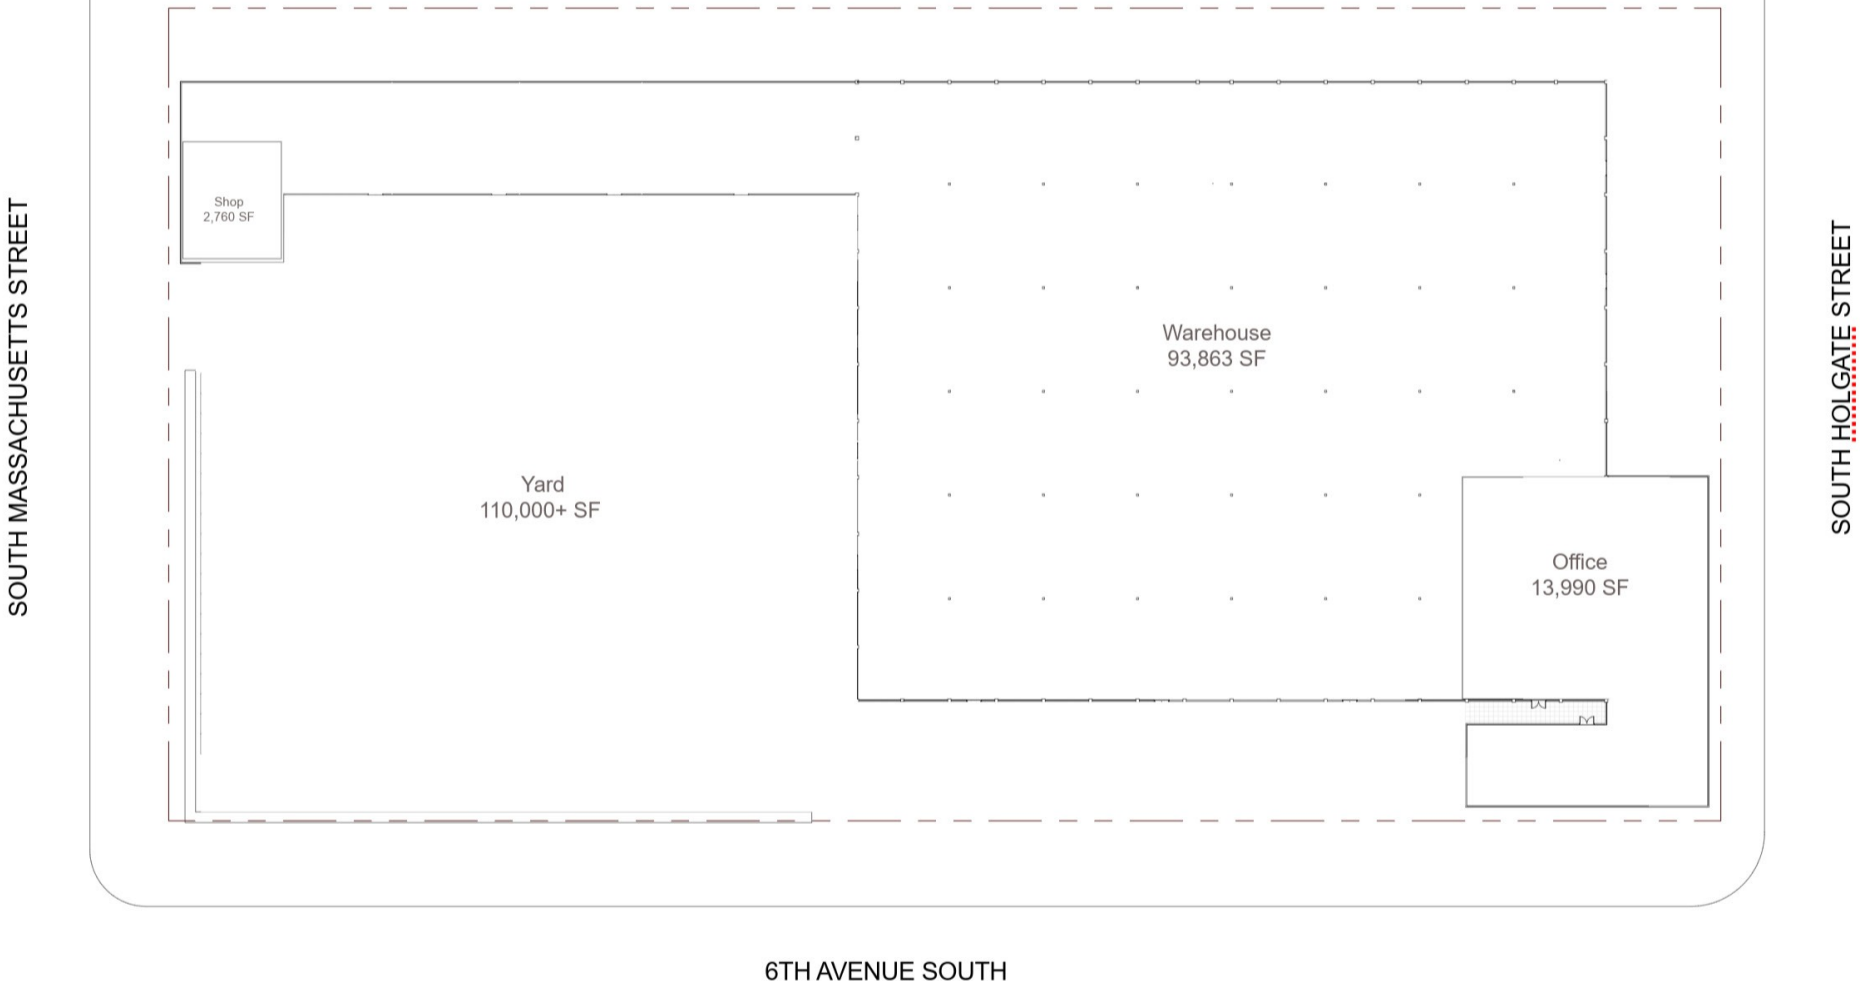 SOUTH MASSACHUSETTS STREET
Shop
2,760 SF
Yard
110,000+ SF
Warehouse
93,863 SF
Office
13,990 SF
SOUTH HOLGATE STREET
6TH AVENUE SOUTH